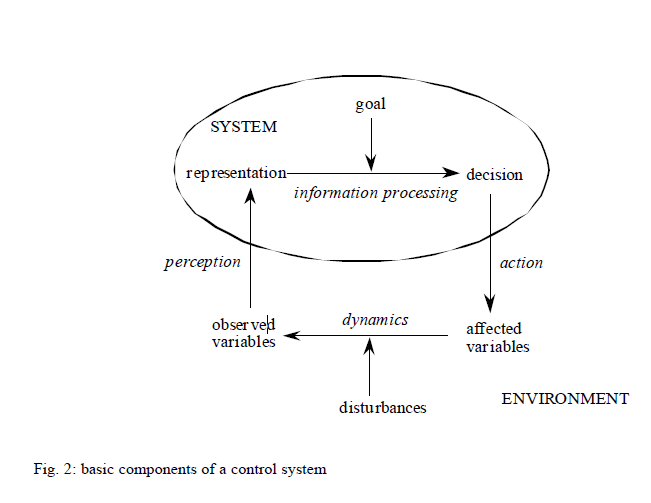 goal
SYSTEM
representation
decision
information processing
perception
action
observed
variables
dynamics
affected
variables
disturbances
ENVIRONMENT
Fig. 2: basic components of a control system